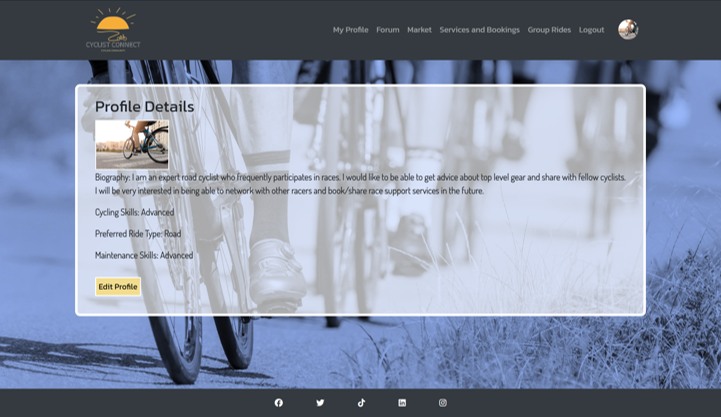 CYCLIST CONNECT
My Profile Forum Market Services and Bookings Group Rides Logout
Profile Details
Biography: I am an expert road cyclist who frequently participates in races. I would like to be able to get advice about top level gear and share with fellow cyclists.
I will be very interested in being able to network with other racers and book/share race support services in the future.
Cycling Skills: Advanced
Preferred Ride Type: Road
Maintenance Skills: Advanced
Edit Profile